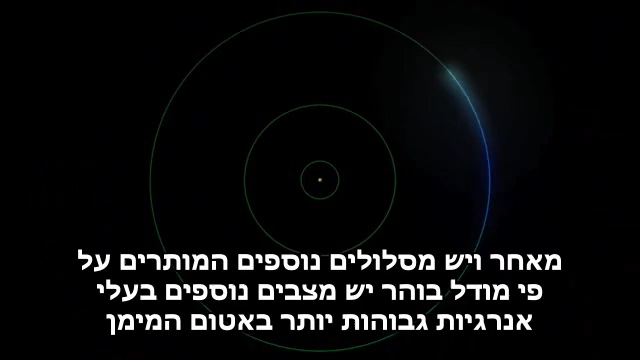 מאחר ויש מסלולים נוספים המותרים על
פי מודל בוהר יש מצבים נוספים בעלי
אנרגיות גבוהות יותר באטום המימן